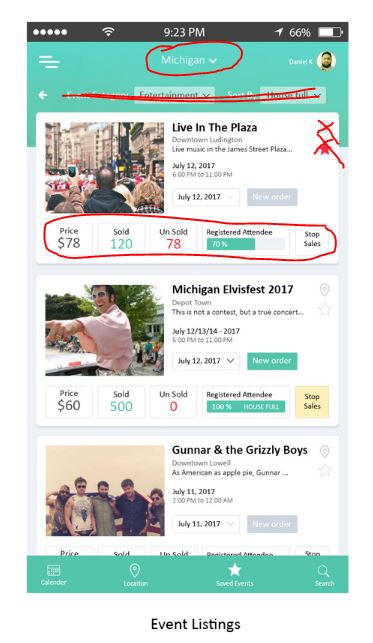 9:23 PM
66%
Michigan
Daniel K
Event Category Entertainment Sort By House full
Live In The Plaza
Downtown Ludington
Live music in the James Street Plaza...
July 12, 2017
6:00 PM to 11:00 PM
July 12, 2017 New order
Price Sold Un Sold Registered Attendee Stop
$78 120 78 70 % Sales
Michigan Elvisfest 2017
Depot Town
This is not a contest, but a true concert...
July 12/13/14 - 2017
5:00 PM to 11:00 PM
July 12, 2017 New order
Price Sold Un Sold Registered Attendee Stop
$60 500 0 100 % HOUSE FULL Sales
Gunnar & the Grizzly Boys
Downtown Lowell
As American as apple pie, Gunnar ...
July 11, 2017
2:00 PM to 12:00 AM
July 11, 2017 New order
Price Sold Un Sold Registered Attendee Stop
Calender Location Saved Events Search
Event Listings